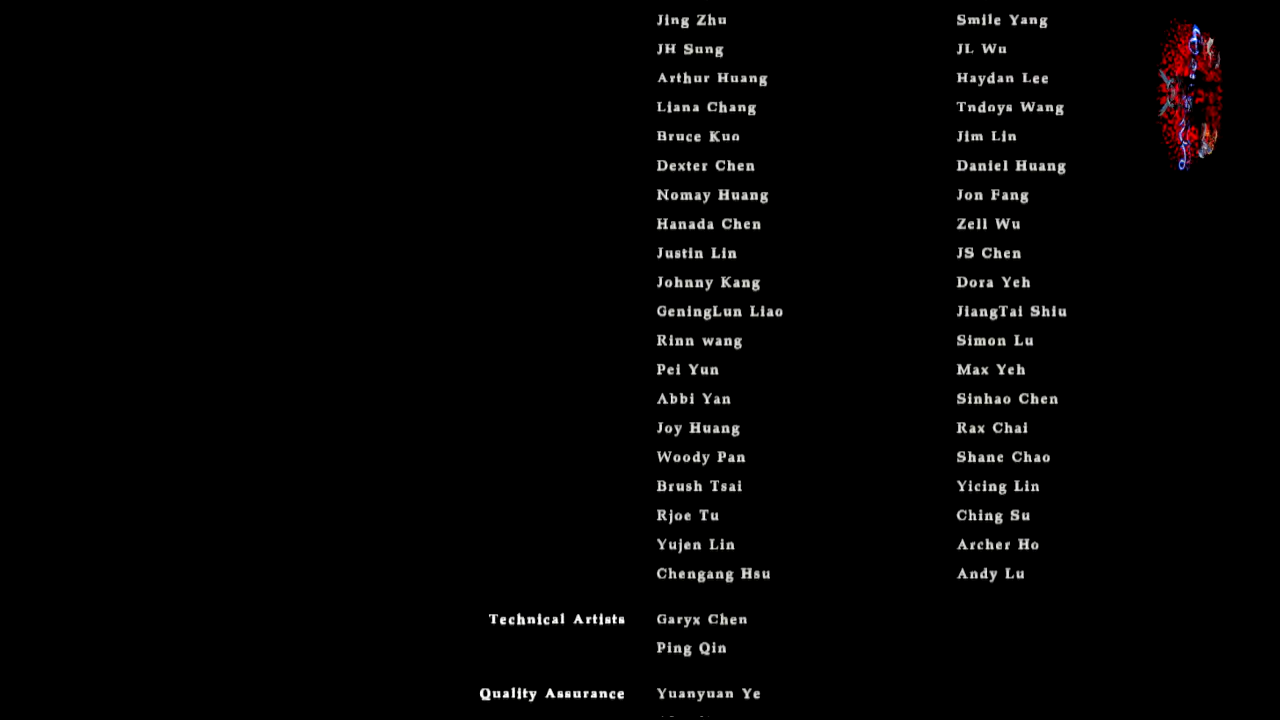 Jing Zhu Smile Yang
JH Sung JL Wu
Arthur Huang Haydan Lee
Liana Chang Tndoys Wang
Bruce Kuo Jim Lin
Dexter Chen Daniel Huang
Nomay Huang Jon Fang
Hanada Chen Zell Wu
Justin Lin JS Chen
Johnny Kang Dora Yeh
GeningLun Liao JiangTai Shiu
Rinn wang Simon Lu
Pei Yun Max Yeh
Abbi Yan Sinhao Chen
Joy Huang Rax Chai
Woody Pan Shane Chao
Brush Tsai Yicing Lin
Rjoe Tu Ching Su
Yujen Lin Archer Ho
Chengang Hsu Andy Lu
Technical Artists Garyx Chen
Ping Qin
Quality Assurance Yuanyuan Ye